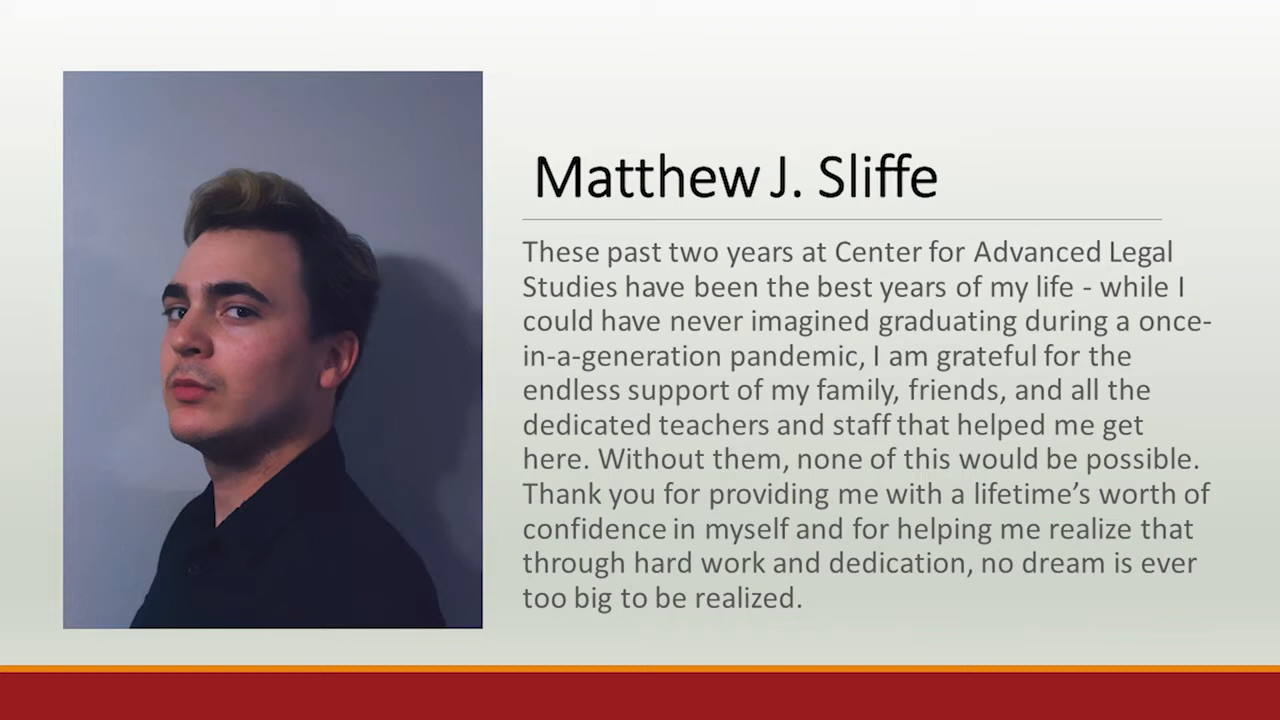 Matthew J. Sliffe
These past two years at Center for Advanced Legal
Studies have been the best years of my life - while I
could have never imagined graduating during a once-
in-a-generation pandemic, I am grateful for the
endless support of my family, friends, and all the
dedicated teachers and staff that helped me get
here. Without them, none of this would be possible.
Thank you for providing me with a lifetime’s worth of
confidence in myself and for helping me realize that
through hard work and dedication, no dream is ever
too big to be realized.